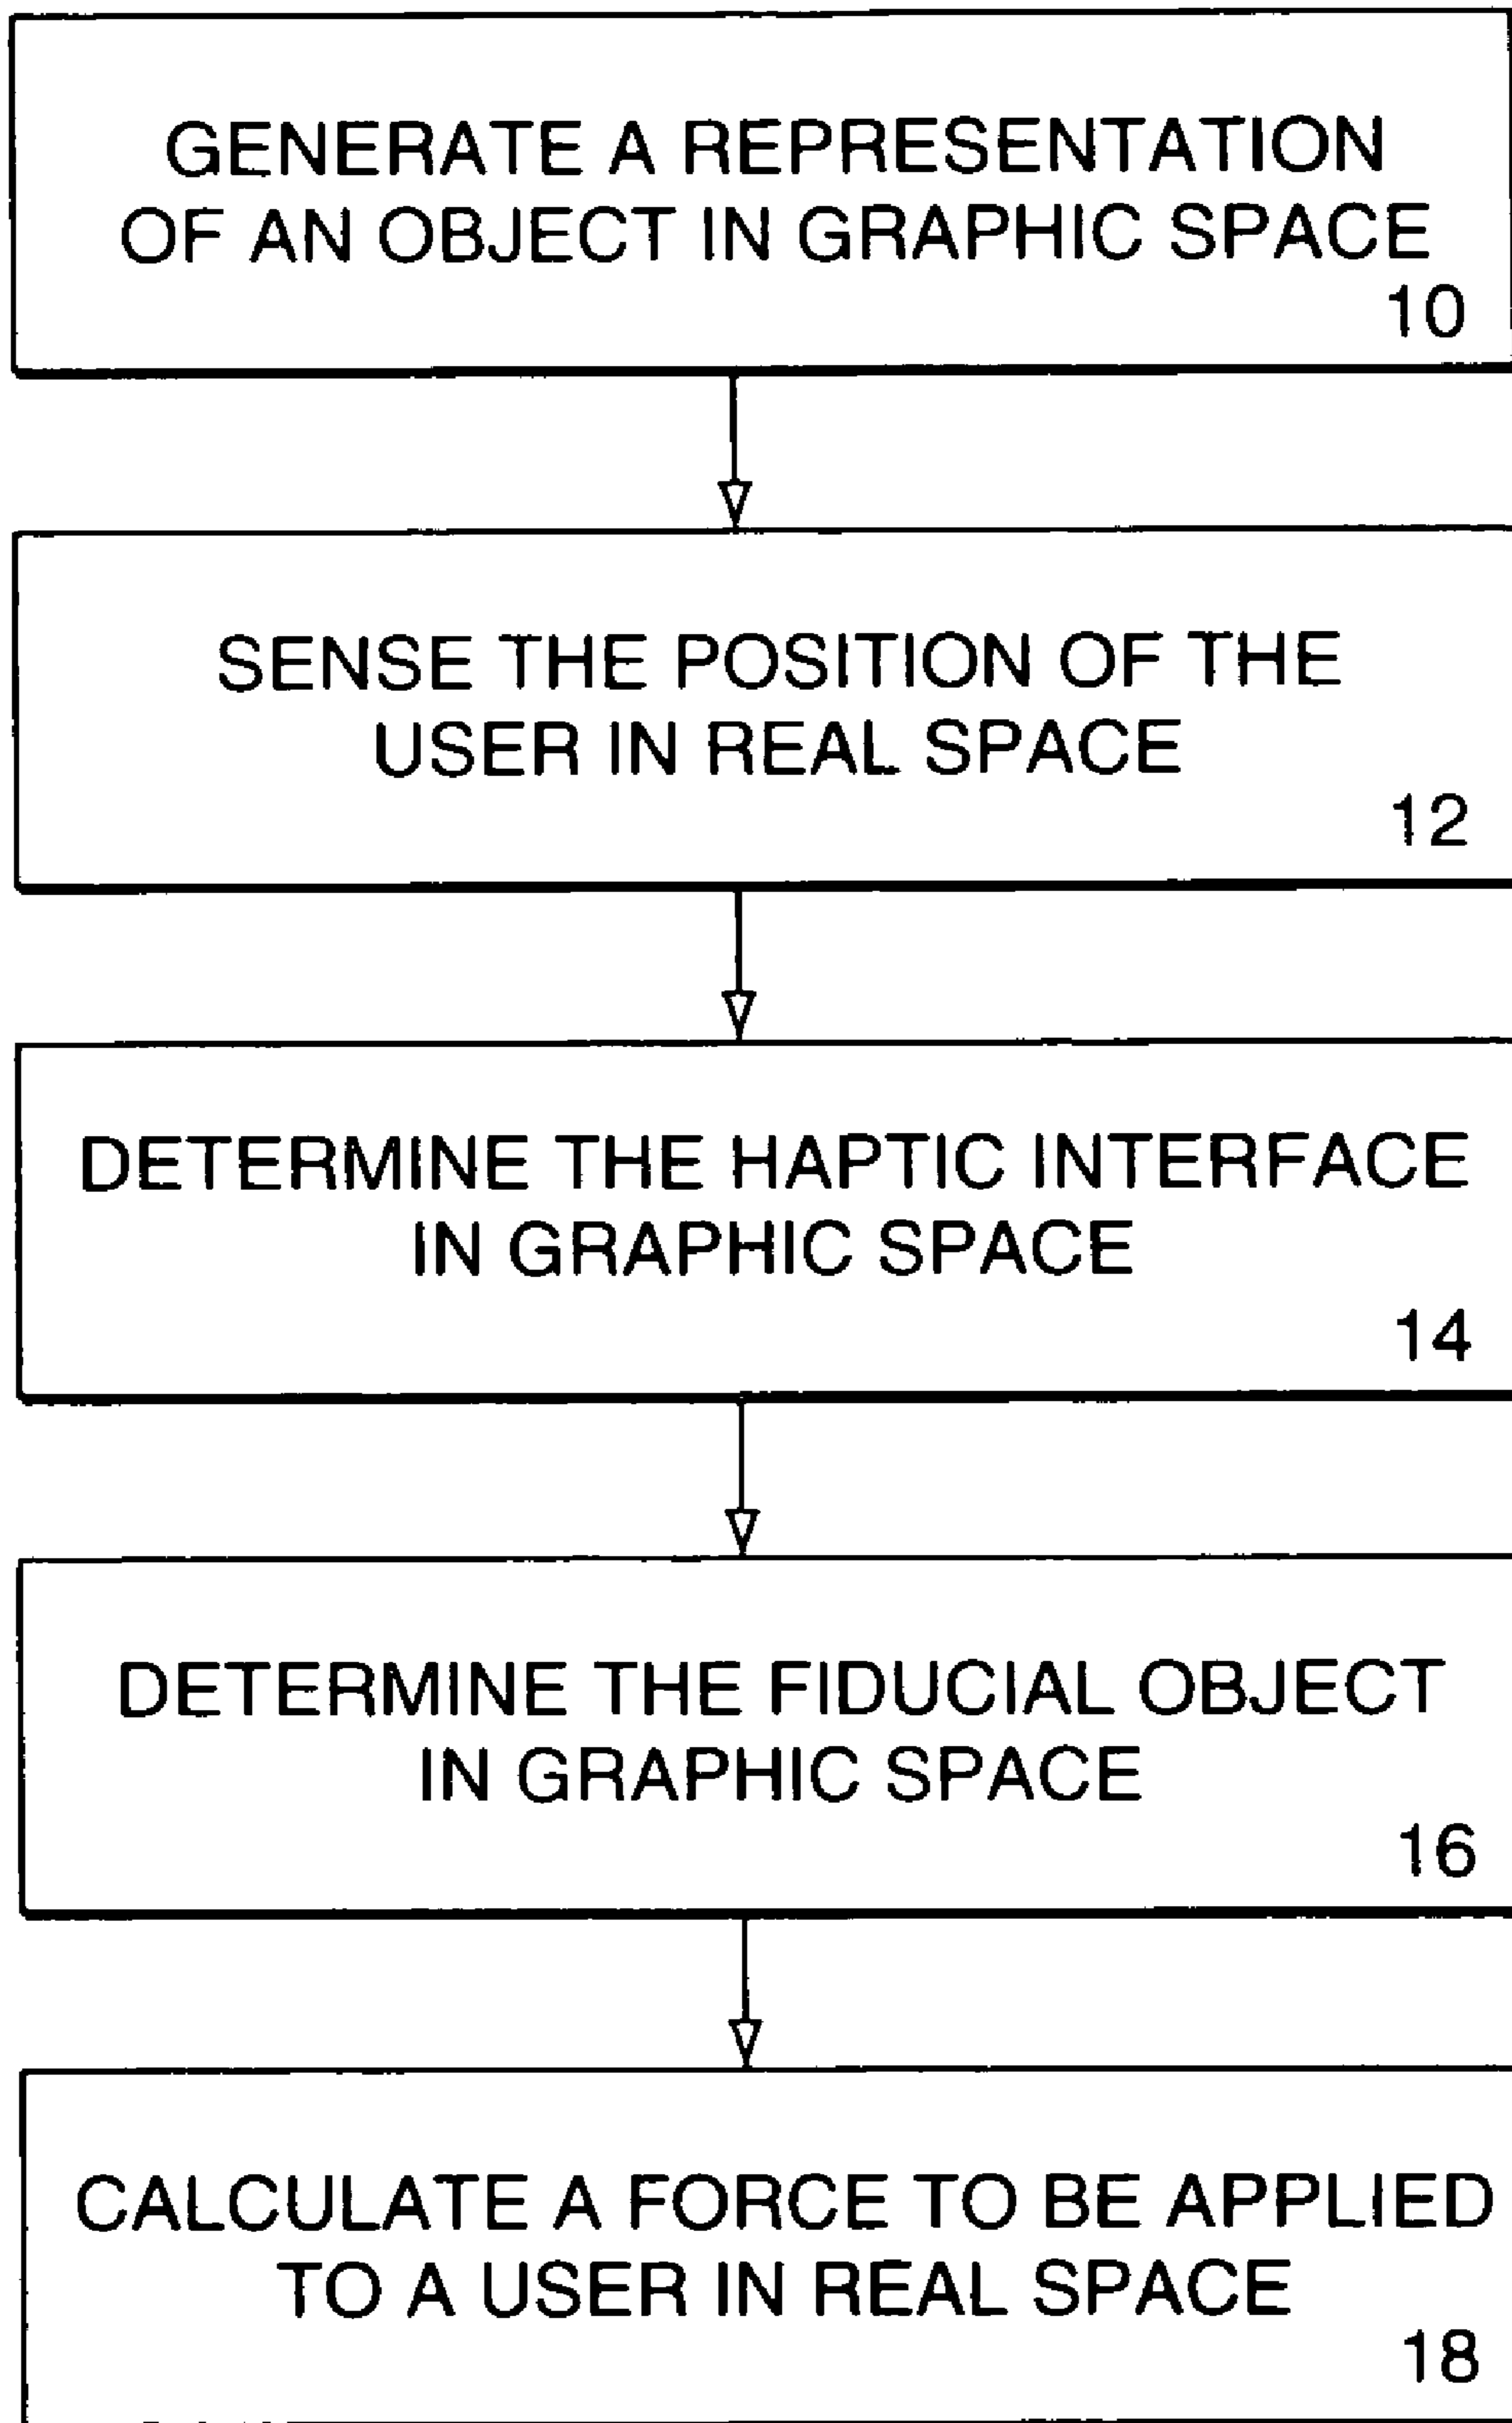 GENERATE A REPRESENTATION
OF AN OBJECT IN GRAPHIC SPACE
10
SENSE THE POSITION OF THE
USER IN REAL SPACE
12
DETERMINE THE HAPTIC INTERFACE
IN GRAPHIC SPACE
14
DETERMINE THE FIDUCIAL OBJECT
IN GRAPHIC SPACE
16
CALCULATE A FORCE TO BE APPLIED
TO A USER IN REAL SPACE
18